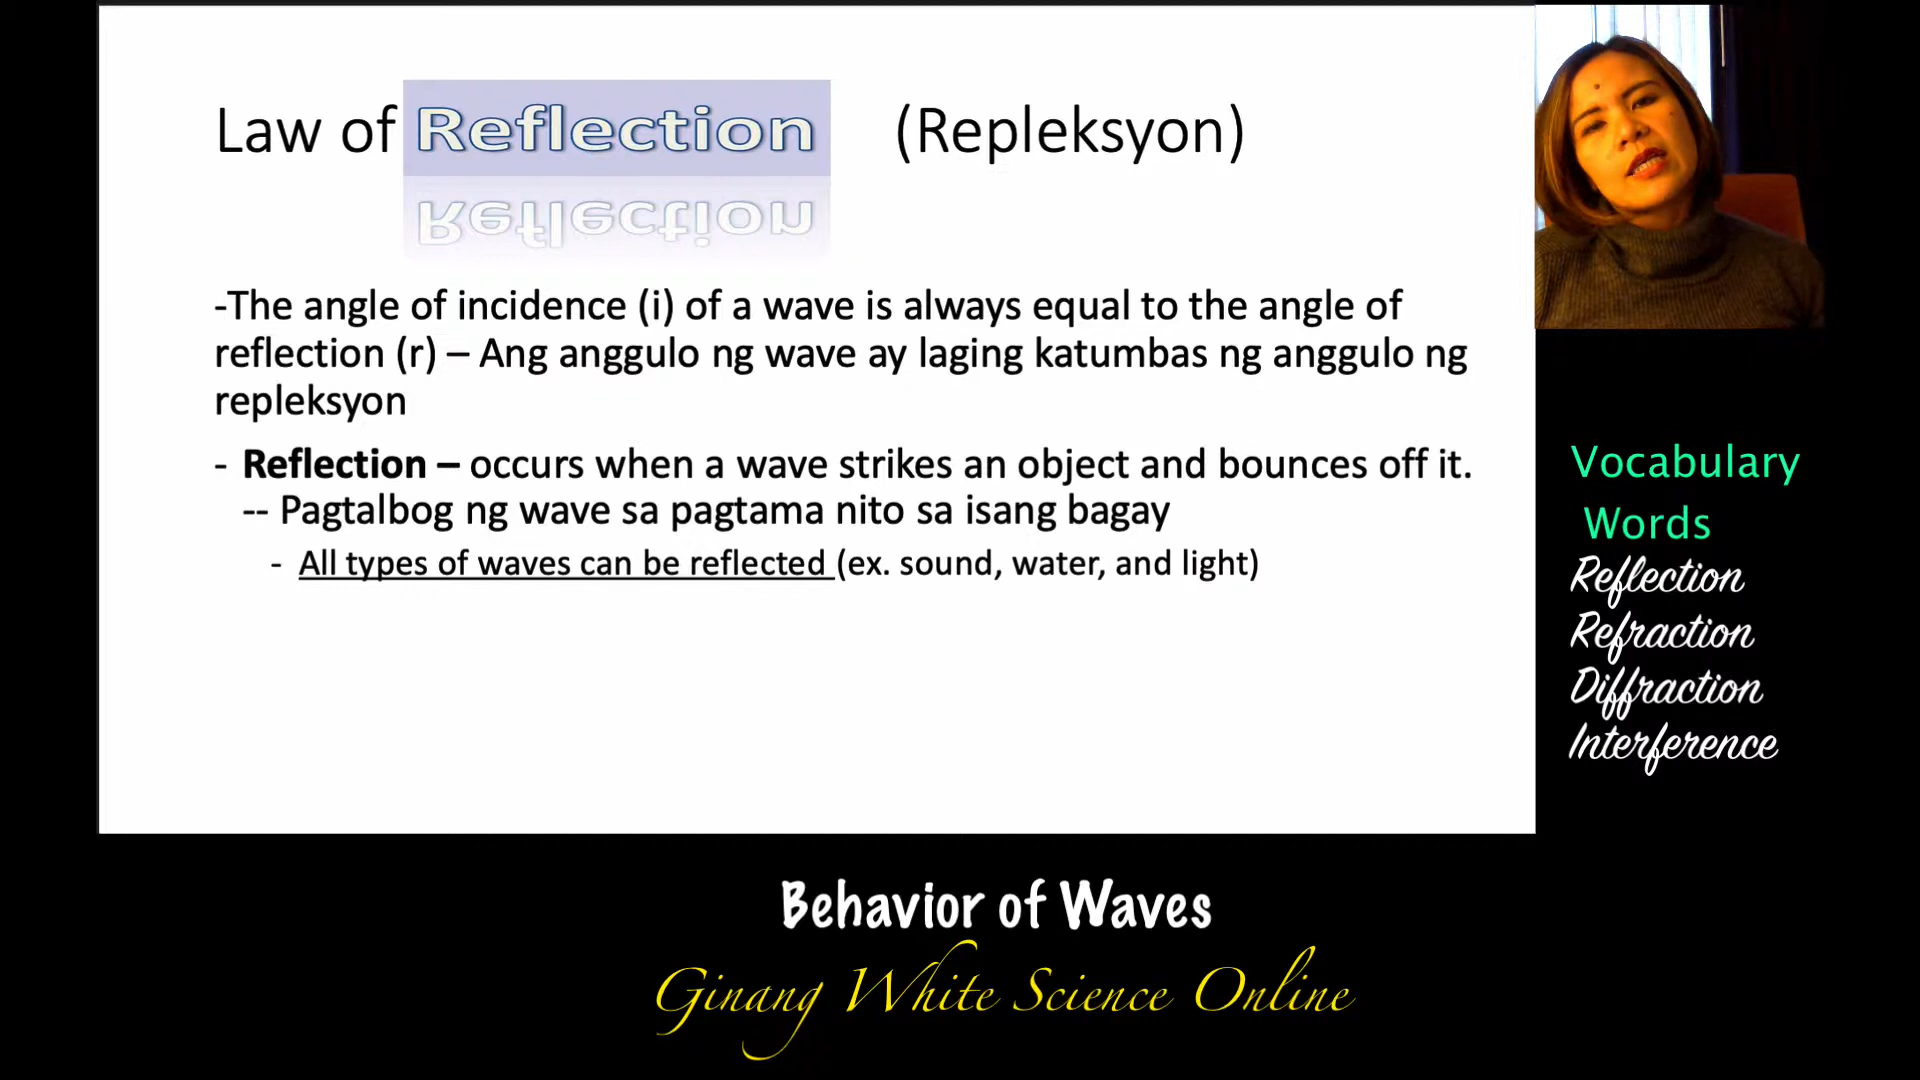 Law of Reflection (Repleksyon)
Reflection
-The angle of incidence (i) of a wave is always equal to the angle of
reflection (r) – Ang anggulo ng wave ay laging katumbas ng anggulo ng
repleksyon
- Reflection – occurs when a wave strikes an object and bounces off it.
-- Pagtalbog ng wave sa pagtama nito sa isang bagay
- All types of waves can be reflected (ex. sound, water, and light)
Vocabulary
Words
Reflection
Refraction
Diffraction
Interference
Behavior of Waves
Ginang White Science Online